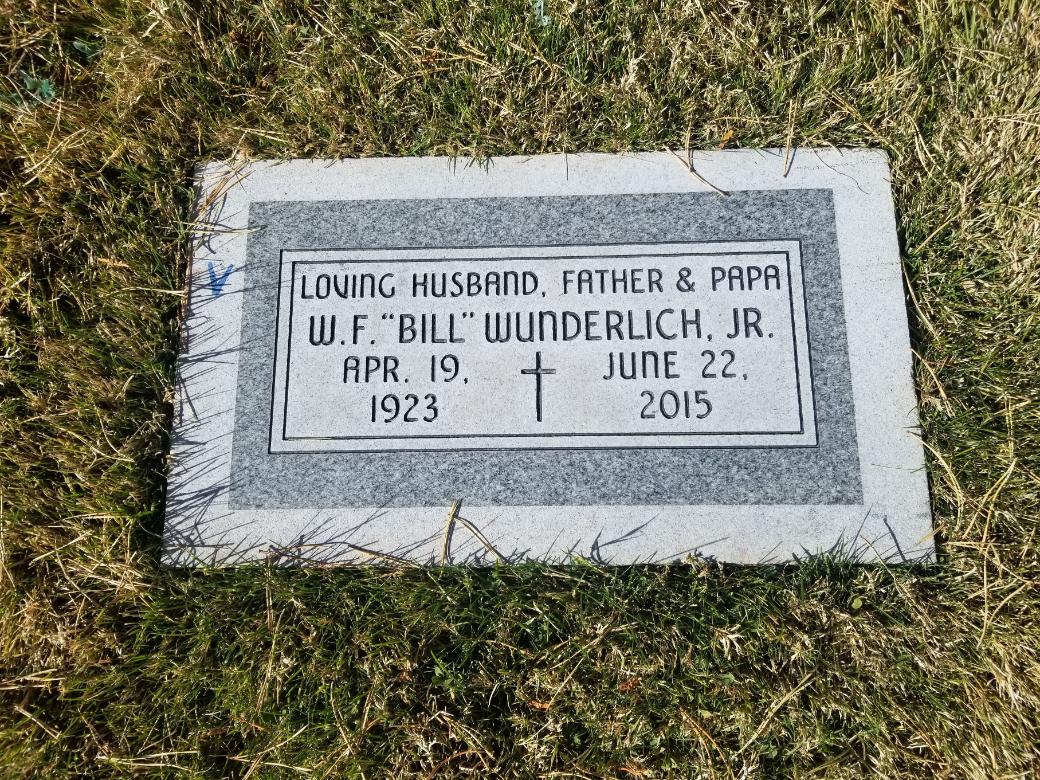 LOVING HUSBAND, FATHER & PAPA
W.F. "BILL" WUNDERLICH, JR.
APR. 19, JUNE 22,
1923 2015
V